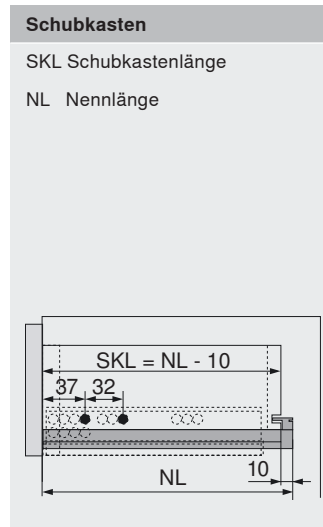 Schubkasten
SKL Schubkastenlänge
NL Nennlänge
SKL = NL - 10
37 32
10
NL